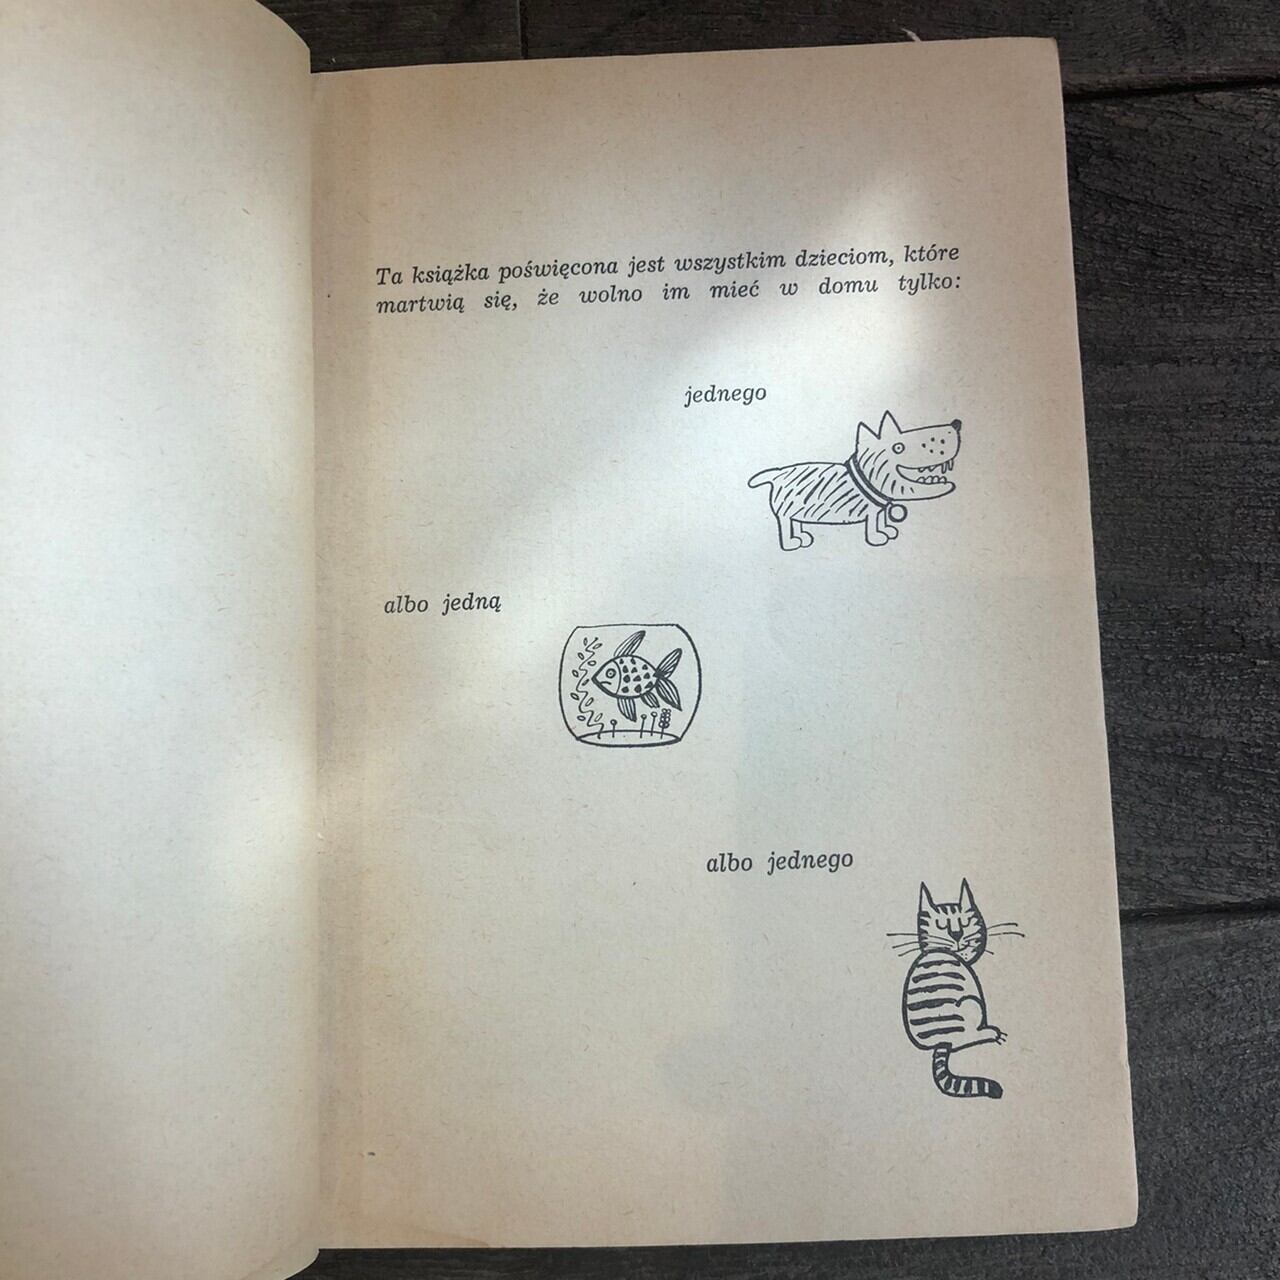 Ta książka poświęcona jest wszystkim dzieciom, które
martwią się, że wolno im mieć w domu tylko:
jednego
albo jedną
albo jednego